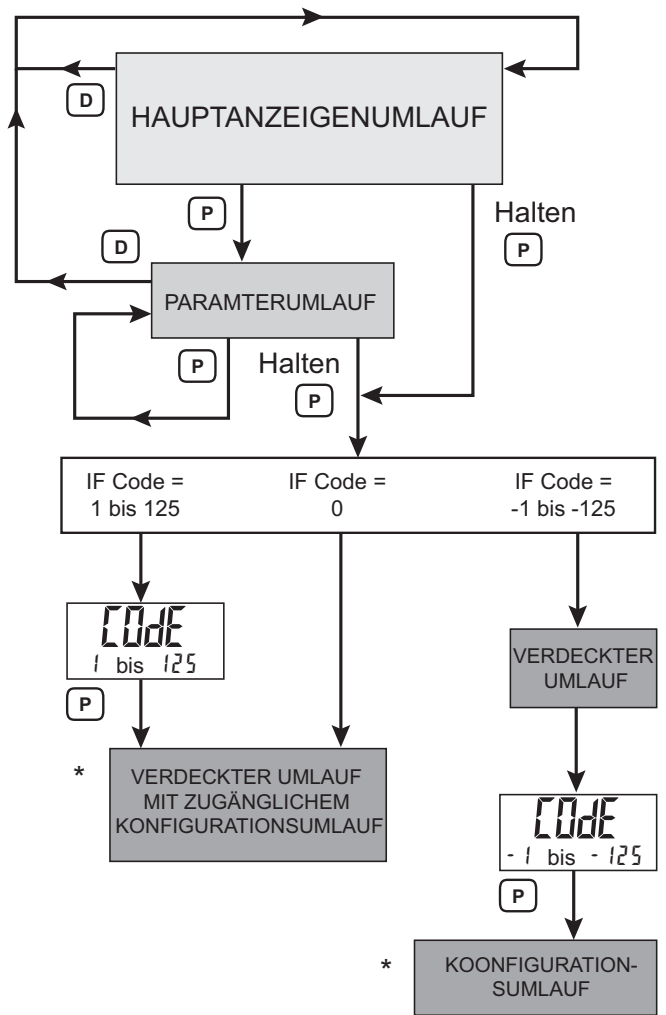 D
HAUPTANZEIGENUMLAUF
P
Halten
P
D
PARAMTERUMLAUF
P
Halten
P
IF Code =
1 bis 125
IF Code =
0
IF Code =
-1 bis -125
COdE
1 bis 125
P
VERDECKTER
UMLAUF
*
VERDECKTER UMLAUF
MIT ZUGÄNGLICHEM
KONFIGURATIONSUMLAUF
COdE
- 1 bis - 125
P
*
KOONFIGURATION-
SUMLAUF